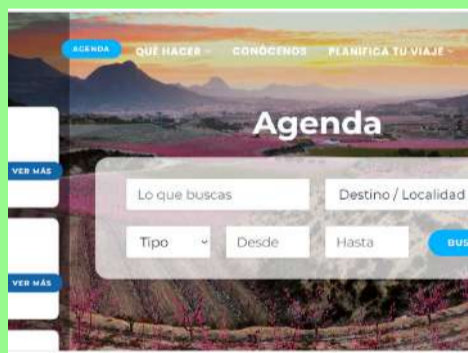 AGENDA QUÉ HACER CONÓCENOS PLANIFICA TU VIAJE
Agenda
VER MÁS
Lo que buscas Destino / Localidad
Tipo Desde Hasta BUS
VER MÁS